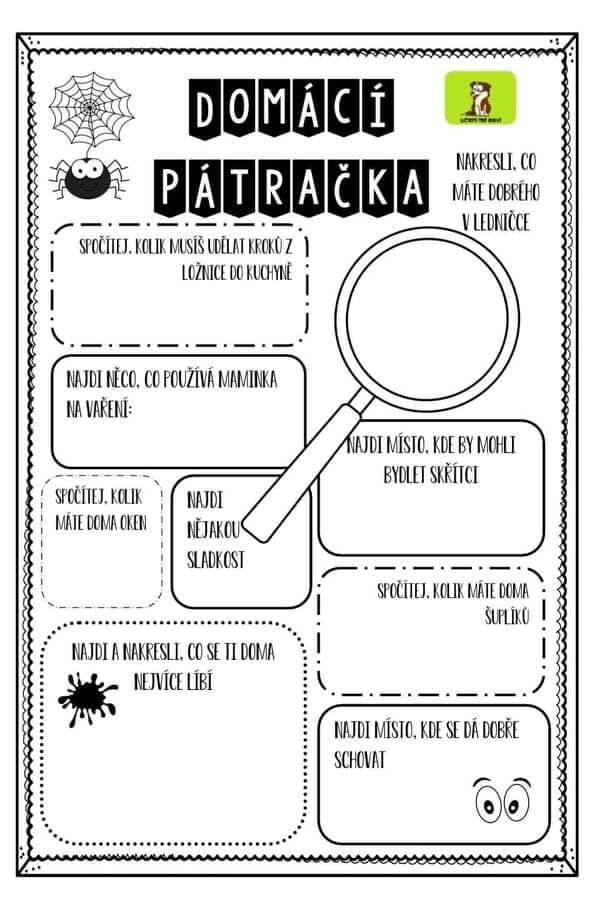 DOMÁCÍ
PÁTRAČKA
UČENÍ MĚ BAVÍ
NAKRESLI, CO
MÁTE DOBRÉHO
V LEDNIČCE
SPOČÍTEJ, KOLIK MUSÍŠ UDĚLAT KROKŮ Z
LOŽNICE DO KUCHYNĚ
NAJDI NĚCO, CO POUŽÍVÁ MAMINKA
NA VAŘENÍ:
NAJDI MÍSTO, KDE BY MOHLI
BYDLET SKŘÍTCI
SPOČÍTEJ, KOLIK
MÁTE DOMA OKEN
NAJDI
NĚJAKOU
SLADKOST
SPOČÍTEJ, KOLIK MÁTE DOMA
ŠUPLÍKŮ
NAJDI A NAKRESLI, CO SE TI DOMA
NEJVÍCE LÍBÍ
NAJDI MÍSTO, KDE SE DÁ DOBŘE
SCHOVAT